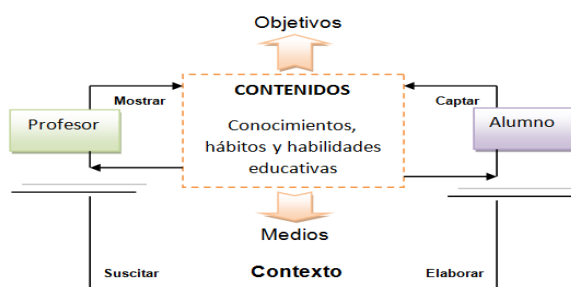 Objetivos
Mostrar
CONTENIDOS
Captar
Profesor
Conocimientos,
hábitos y habilidades
educativas
Alumno
Medios
Suscitar
Contexto
Elaborar